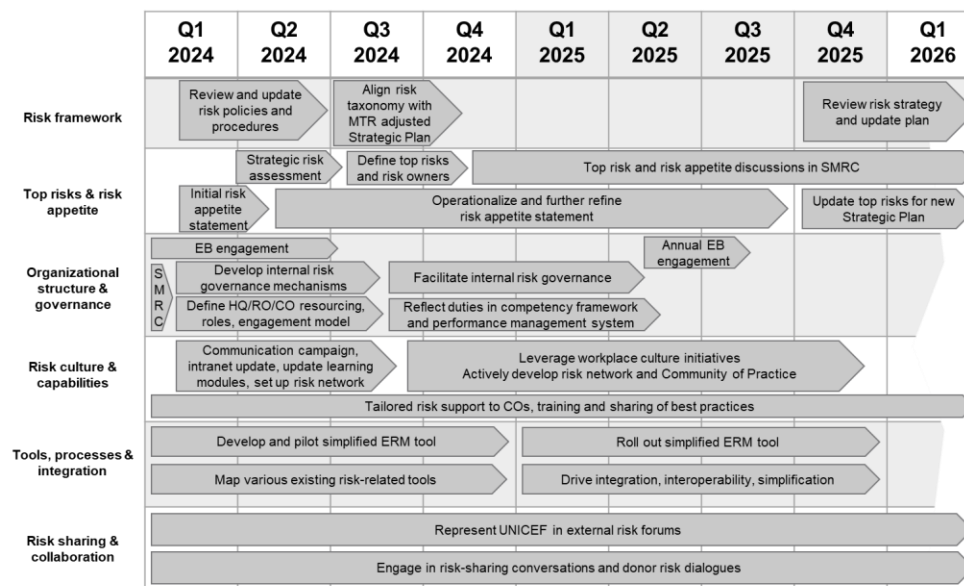 Q1 Q2 Q3 Q4 Q1 Q2 Q3 Q4 Q1
2024 2024 2024 2024 2025 2025 2025 2025 2026
Risk framework
Review and update
risk policies and
procedures
Align risk
taxonomy with
MTR adjusted
Strategic Plan
Review risk strategy
and update plan
Top risks & risk
appetite
Strategic risk
assessment
Define top risks
and risk owners
Top risk and risk appetite discussions in SMRC
Initial risk
appetite
statement
Operationalize and further refine
risk appetite statement
Update top risks for new
Strategic Plan
Organizational
structure &
governance
EB engagement
Annual EB
engagement
S
M
R
C
Develop internal risk
governance mechanisms
Facilitate internal risk governance
Define HQ/RO/CO resourcing,
roles, engagement model
Reflect duties in competency framework
and performance management system
Risk culture &
capabilities
Communication campaign,
intranet update, update learning
modules, set up risk network
Leverage workplace culture initiatives
Actively develop risk network and Community of Practice
Tailored risk support to COs, training and sharing of best practices
Tools, processes &
integration
Develop and pilot simplified ERM tool
Roll out simplified ERM tool
Map various existing risk-related tools
Drive integration, interoperability, simplification
Risk sharing &
collaboration
Represent UNICEF in external risk forums
Engage in risk-sharing conversations and donor risk dialogues